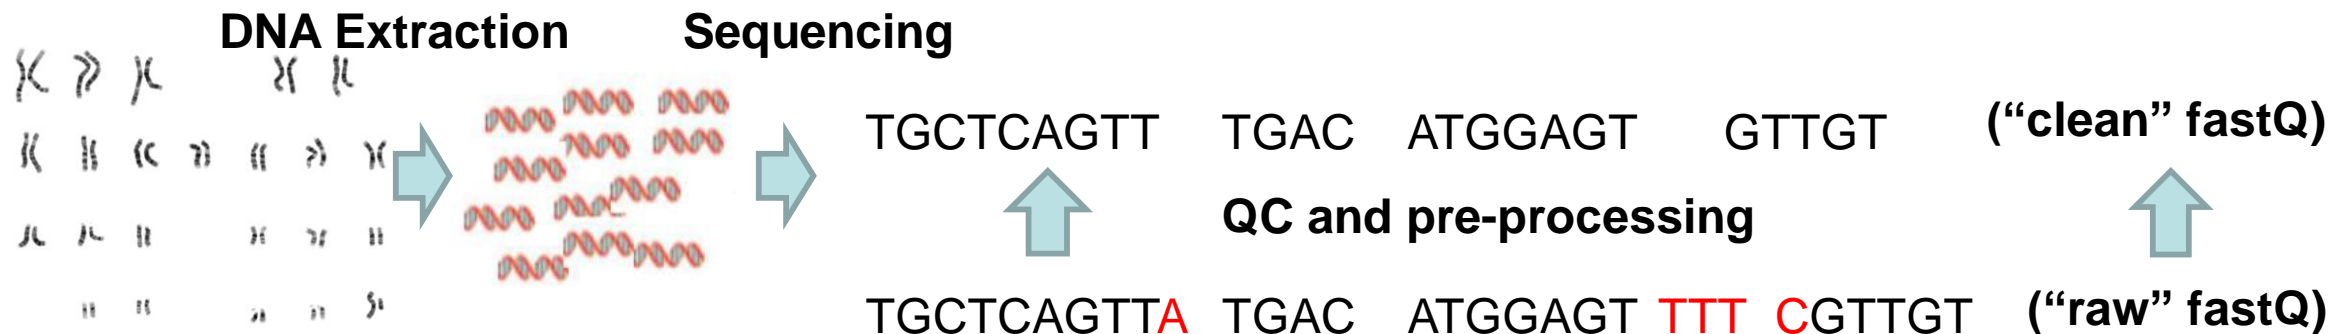 DNA Extraction Sequencing
TGCTCAGTT TGAC ATGGAGT GTTGT (“clean” fastQ)
QC and pre-processing
TGCTCAGTTA TGAC ATGGAGT TTT CGTTGT (“raw” fastQ)